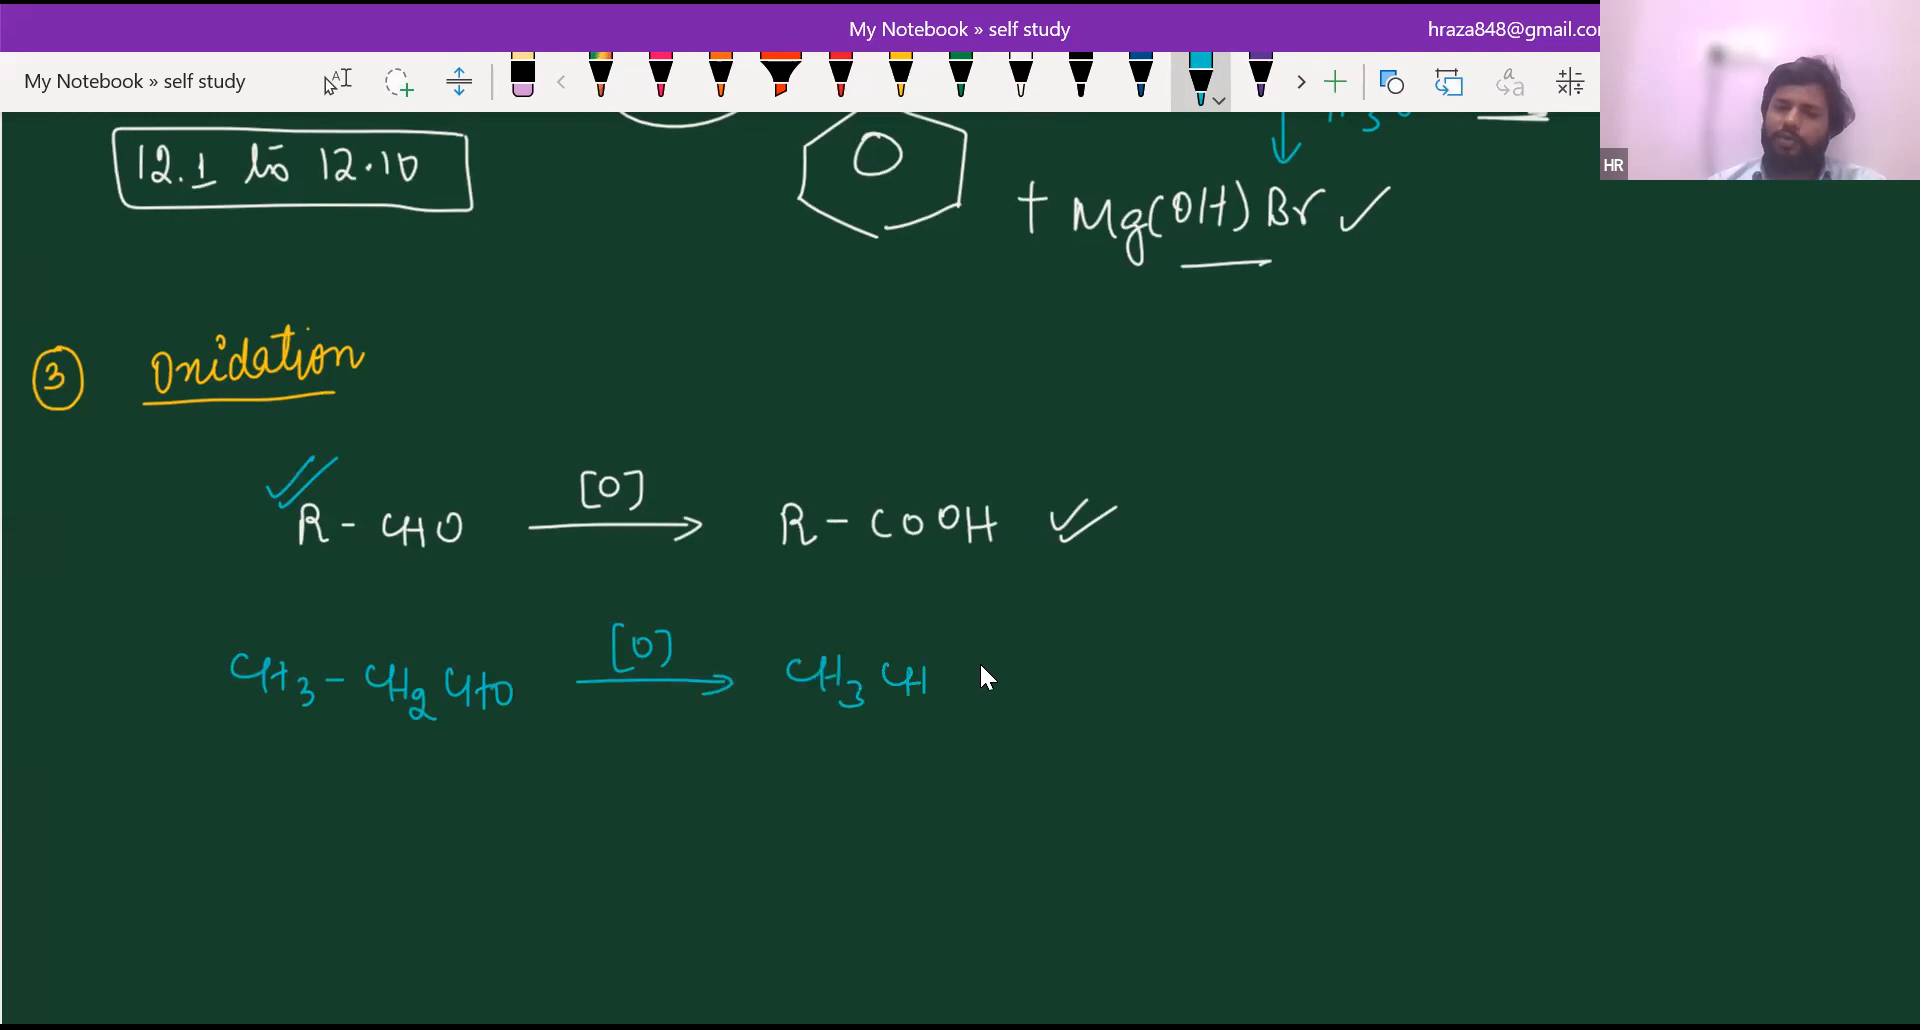 My Notebook » self study
hraza848@gmail.co
My Notebook » self study
HR
12.1 to 12.10
+ Mg(OH)Br ✓
③ Oxidation
R - CHO [O] → R - COOH
CH3 - CH2 CHO [O] → CH3 CH